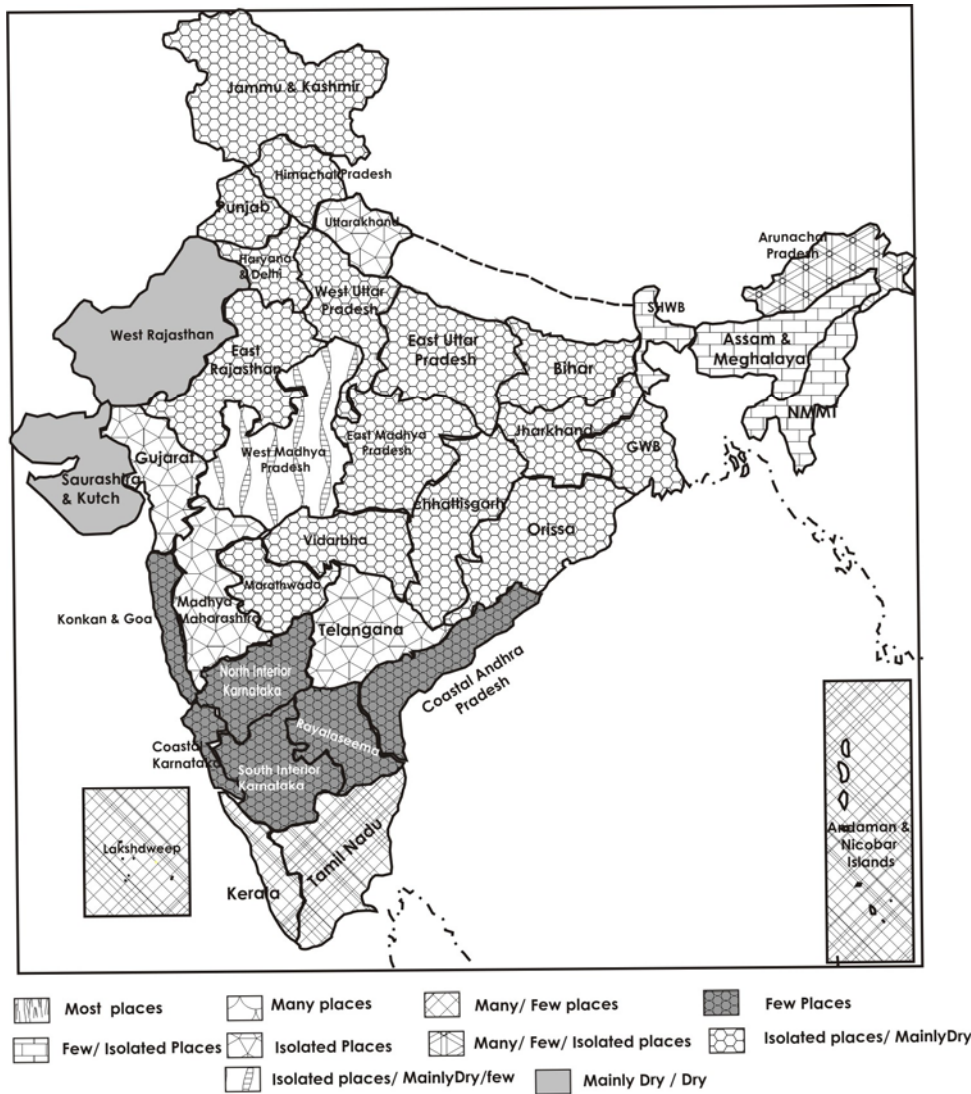 Jammu & Kashmir
Himachal Pradesh
Punjab
Uttarakhand
Arunachal
Pradesh
Haryana
& Delhi
West Uttar
Pradesh
SHWB
West Rajasthan
East
Rajasthan
East Uttar
Pradesh
Bihar
Assam &
Meghalaya
NMMT
Gujarat
West Madhya
Pradesh
East Madhya
Pradesh
Jharkhand
GWB
Saurashtra
& Kutch
Chhattisgarh
Orissa
Vidarbha
Marathwada
Konkan & Goa
Madhya
Maharashtra
Telangana
North Interior
Karnataka
Coastal Andhra
Pradesh
Rayalaseema
Coastal
Karnataka
South Interior
Karnataka
Lakshdweep
Kerala
Tamil Nadu
Andaman &
Nicobar
Islands
Most places
Many places
Many/ Few places
Few Places
Few/ Isolated Places
Isolated Places
Many/ Few/ Isolated places
Isolated places/ MainlyDry
Isolated places/ MainlyDry/few
Mainly Dry / Dry